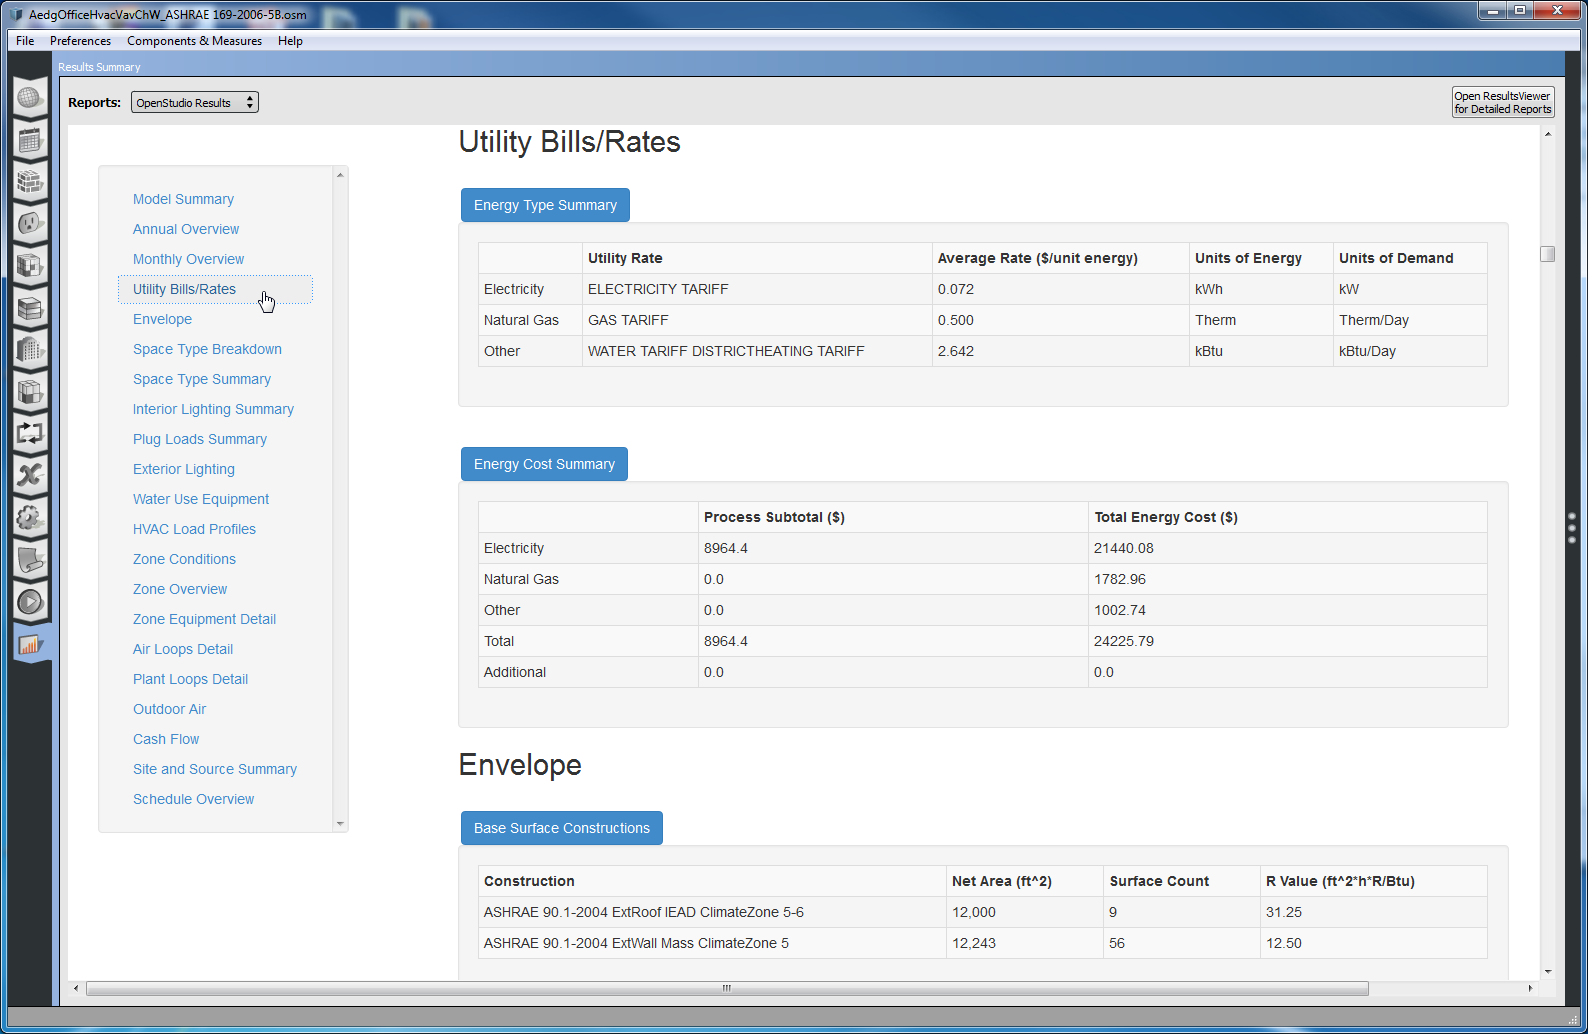 AedgOfficeHvacVavChW_ASHRAE 169-2006-5B.osm
File Preferences Components & Measures Help
Results Summary
Reports: OpenStudio Results
Open ResultsViewer
for Detailed Reports
Model Summary
Annual Overview
Monthly Overview
Utility Bills/Rates
Envelope
Space Type Breakdown
Space Type Summary
Interior Lighting Summary
Plug Loads Summary
Exterior Lighting
Water Use Equipment
HVAC Load Profiles
Zone Conditions
Zone Overview
Zone Equipment Detail
Air Loops Detail
Plant Loops Detail
Outdoor Air
Cash Flow
Site and Source Summary
Schedule Overview
Utility Bills/Rates
Energy Type Summary
Utility Rate Average Rate ($/unit energy) Units of Energy Units of Demand
Electricity ELECTRICITY TARIFF 0.072 kWh kW
Natural Gas GAS TARIFF 0.500 Therm Therm/Day
Other WATER TARIFF DISTRICTHEATING TARIFF 2.642 kBtu kBtu/Day
Energy Cost Summary
Process Subtotal ($) Total Energy Cost ($)
Electricity 8964.4 21440.08
Natural Gas 0.0 1782.96
Other 0.0 1002.74
Total 8964.4 24225.79
Additional 0.0 0.0
Envelope
Base Surface Constructions
Construction Net Area (ft^2) Surface Count R Value (ft^2*h*R/Btu)
ASHRAE 90.1-2004 ExtRoof IEAD ClimateZone 5-6 12,000 9 31.25
ASHRAE 90.1-2004 ExtWall Mass ClimateZone 5 12,243 56 12.50